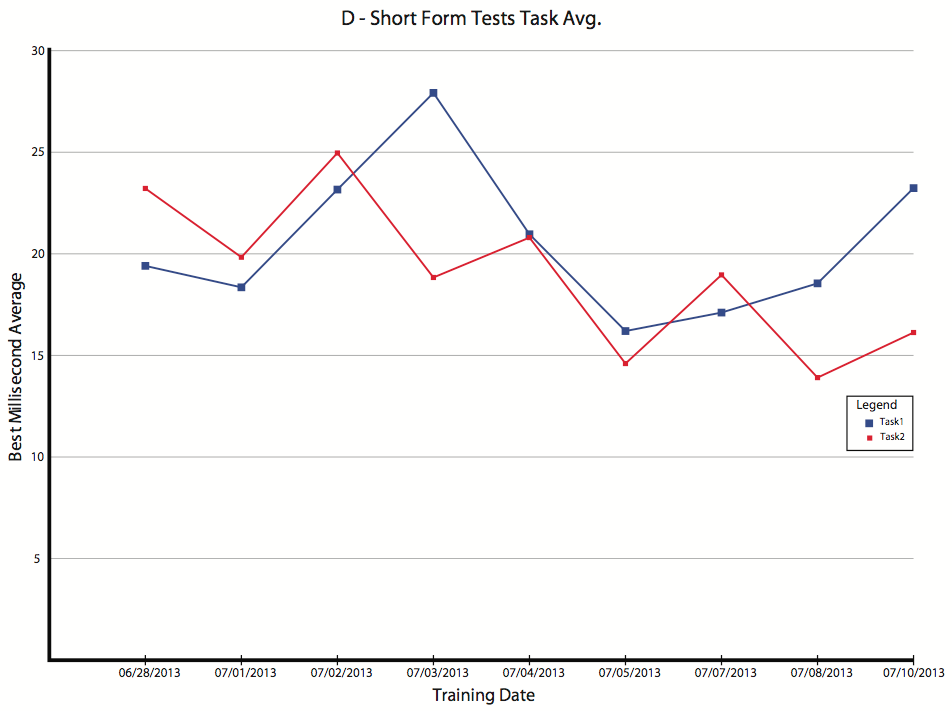 D - Short Form Tests Task Avg.
30
25
20
15
10
5
Best Millisecond Average
Legend
Task1
Task2
06/28/2013 07/01/2013 07/02/2013 07/03/2013 07/04/2013 07/05/2013 07/07/2013 07/08/2013 07/10/2013
Training Date